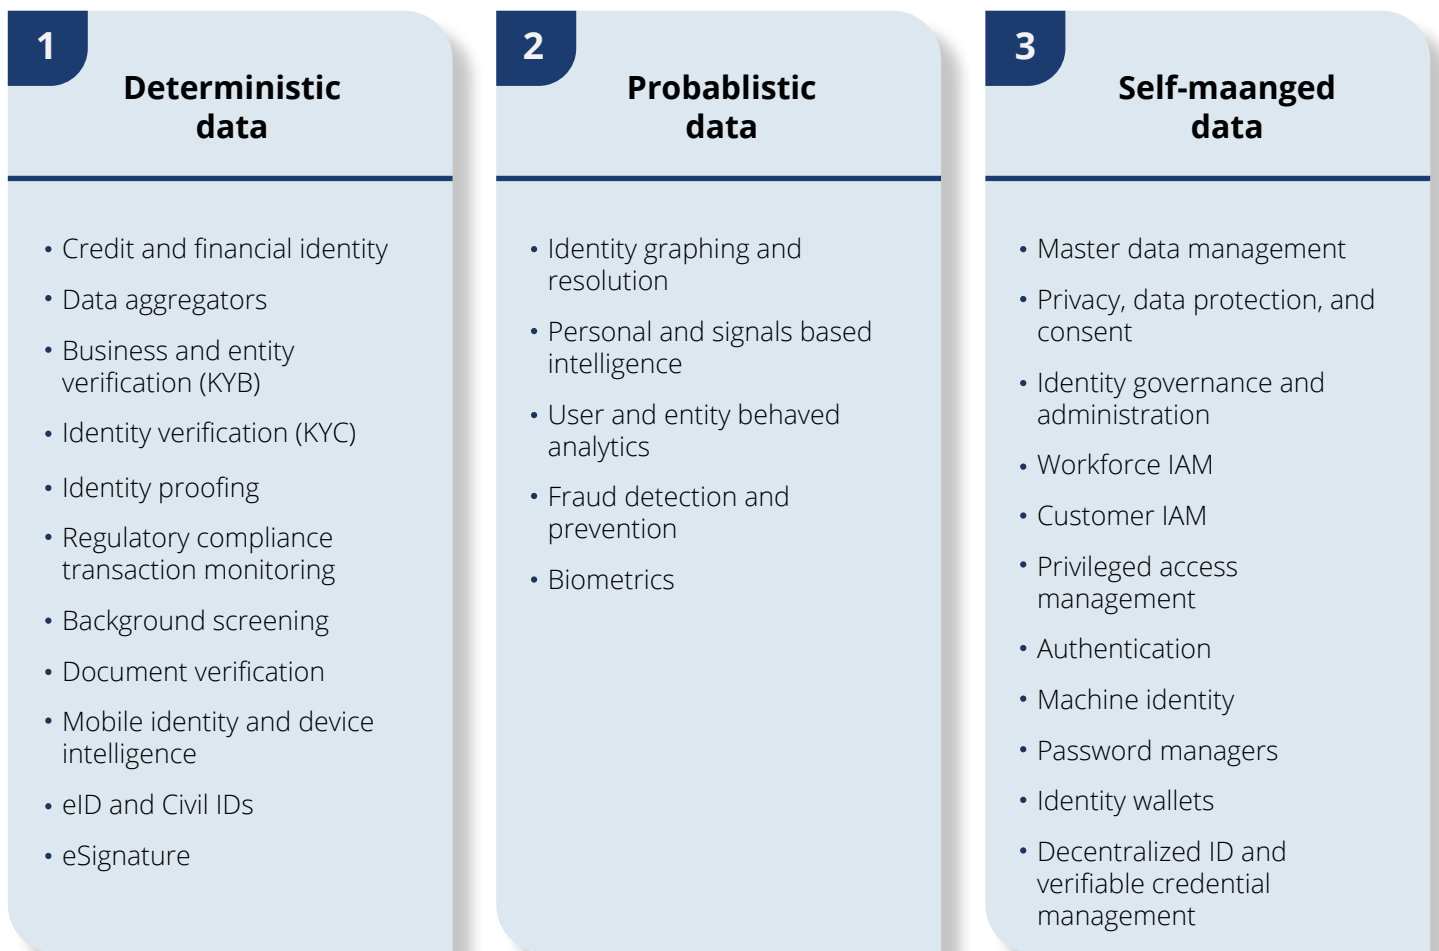 1
Deterministic
data
• Credit and financial identity
• Data aggregators
• Business and entity
verification (KYB)
• Identity verification (KYC)
• Identity proofing
• Regulatory compliance
transaction monitoring
• Background screening
• Document verification
• Mobile identity and device
intelligence
• eID and Civil IDs
• eSignature
2
Probablistic
data
• Identity graphing and
resolution
• Personal and signals based
intelligence
• User and entity behaved
analytics
• Fraud detection and
prevention
• Biometrics
3
Self-maanged
data
• Master data management
• Privacy, data protection, and
consent
• Identity governance and
administration
• Workforce IAM
• Customer IAM
• Privileged access
management
• Authentication
• Machine identity
• Password managers
• Identity wallets
• Decentralized ID and
verifiable credential
management